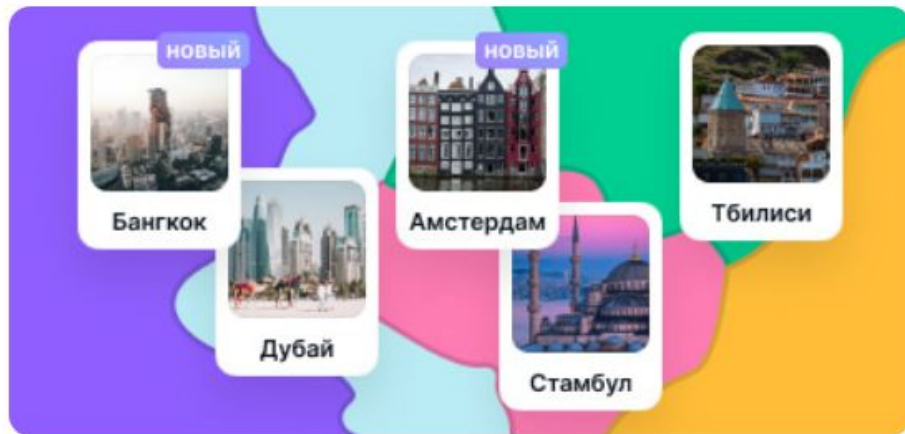 новый
Бангкок
Дубай
новый
Амстердам
Стамбул
Тбилиси